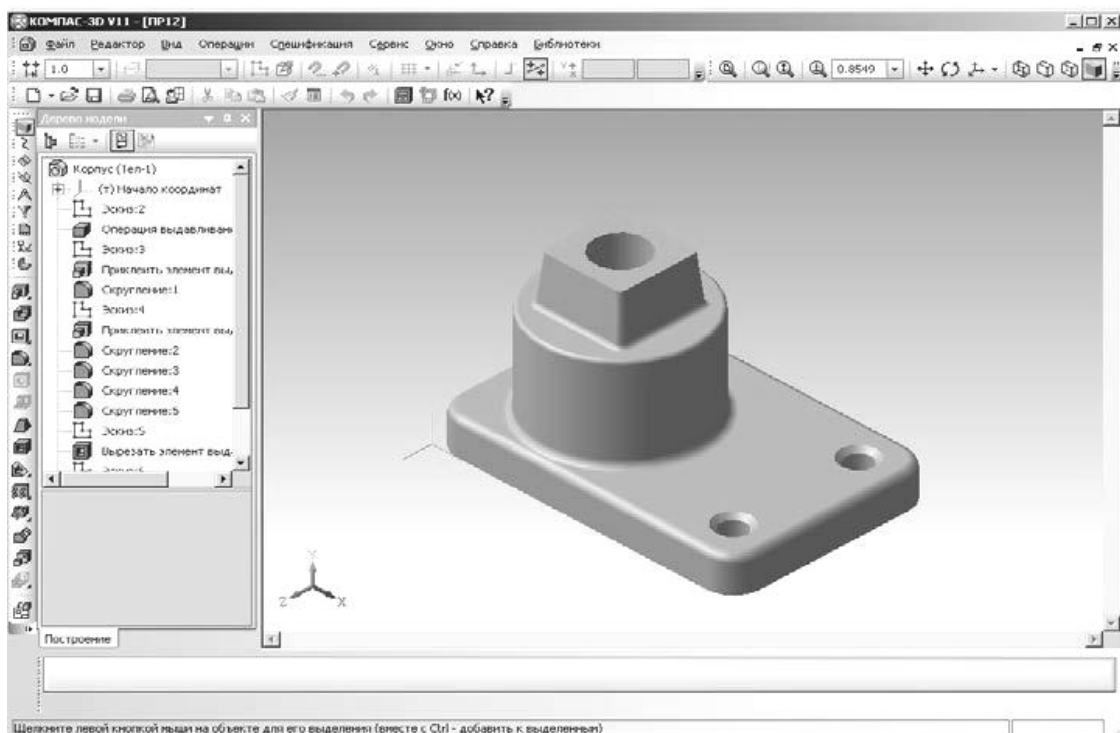 КОМПАС-3D V11 - [ПР12]
Файл Редактор Вид Операции Спецификация Сервис Окно Справка Библиотеки
1.0
0.8549
Дерево модели
Корпус (Тел-1)
(т) Начало координат
Эскиз:2
Операция выдавливан
Эскиз:3
Приклеить элемент выд
Скругление:1
Эскиз:4
Приклеить элемент выд
Скругление:2
Скругление:3
Скругление:4
Скругление:5
Эскиз:5
Вырезать элемент выд
Y
Z X
Построение
Щелкните левой кнопкой мыши на объекте для его выделения (вместе с Ctrl - добавить к выделенным)